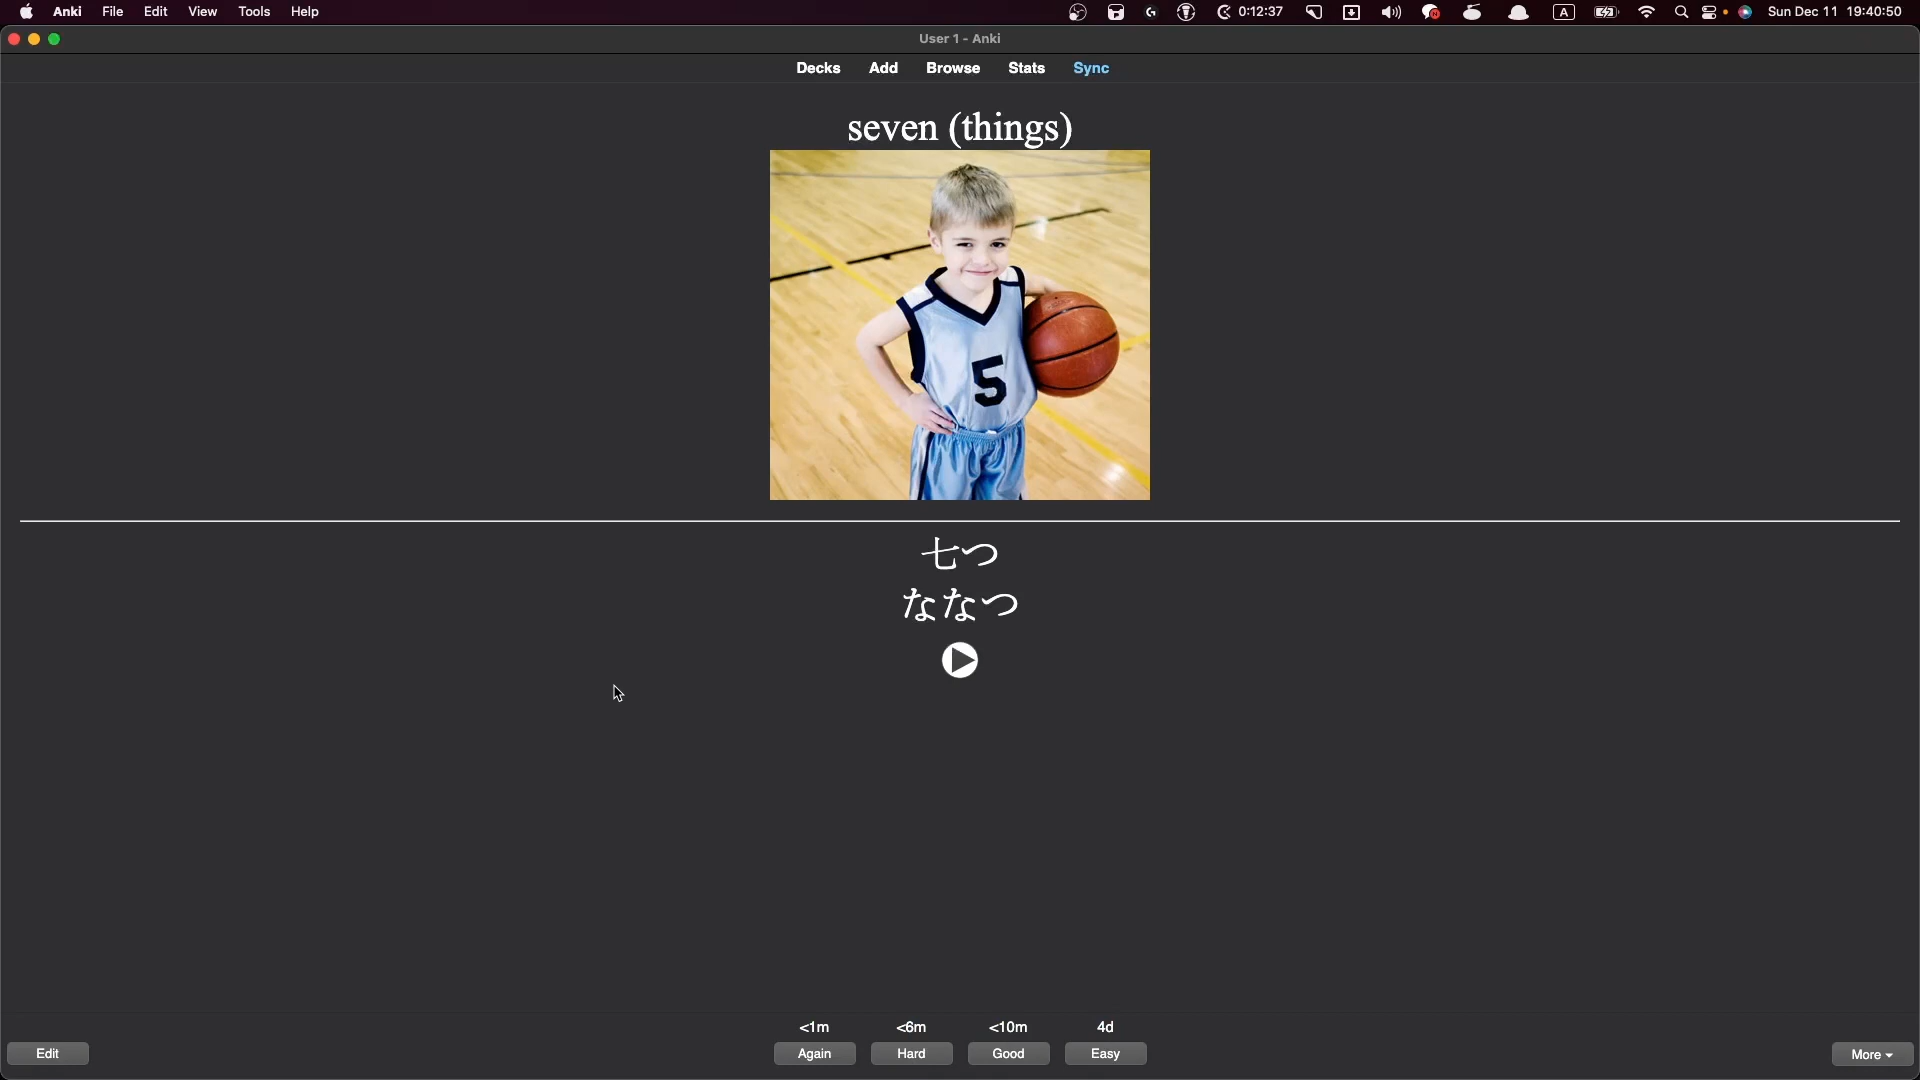 Anki File Edit View Tools Help 0:12:37 A Sun Dec 11 19:40:50
User 1 - Anki
Decks Add Browse Stats Sync
seven (things)
5
七つ
ななつ
<1m <6m <10m 4d
Edit Again Hard Good Easy More